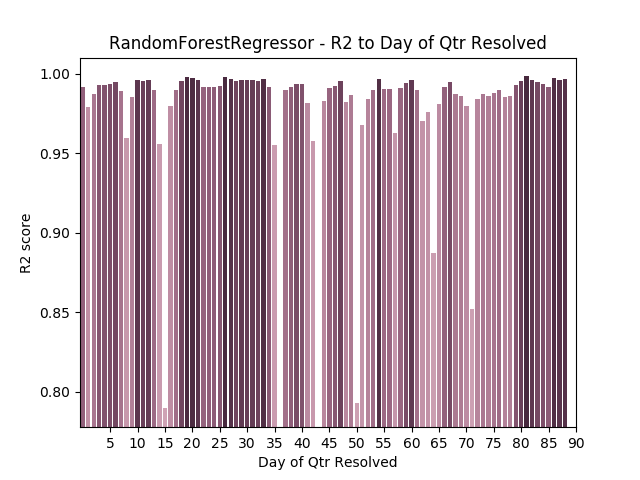 RandomForestRegressor - R2 to Day of Qtr Resolved
1.00
0.95
0.90
0.85
0.80
R2 score
5 10 15 20 25 30 35 40 45 50 55 60 65 70 75 80 85 90
Day of Qtr Resolved